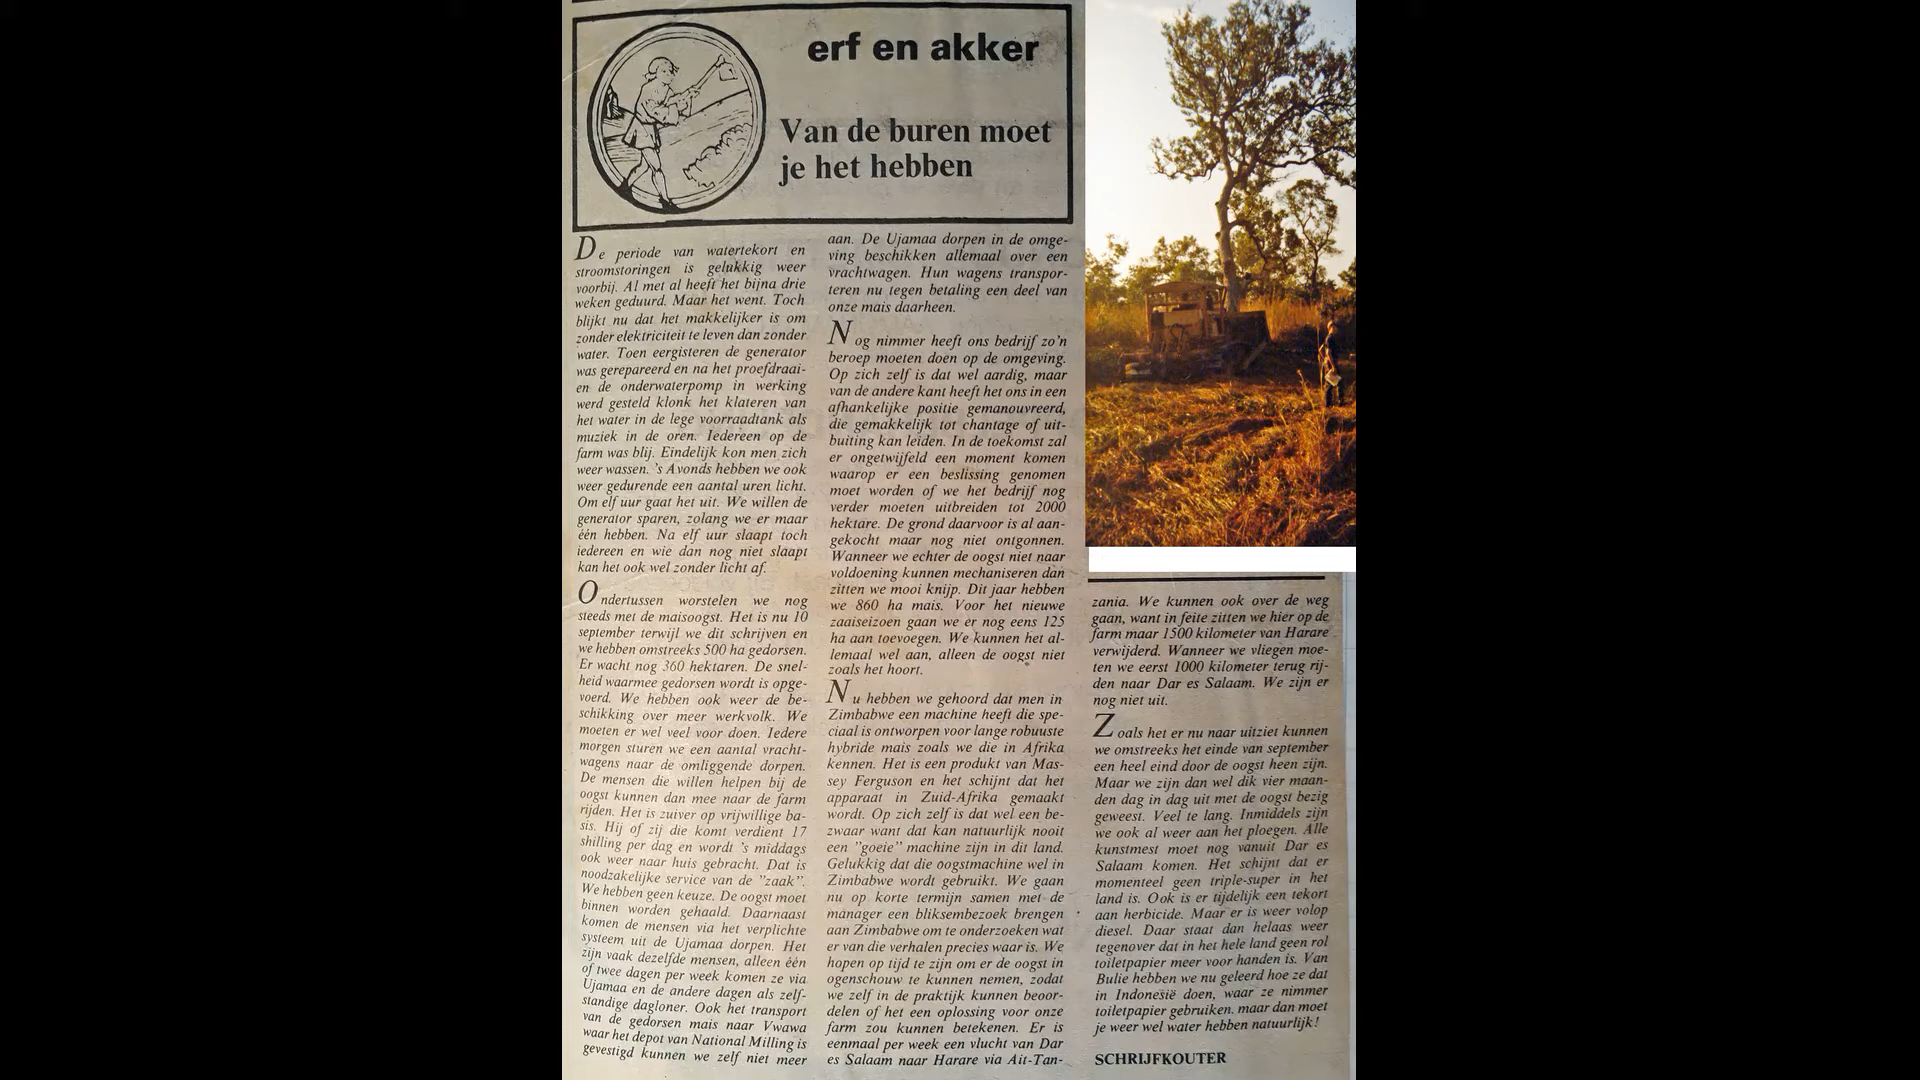 erf en akker
Van de buren moet
je het hebben
De periode van watertekort en
stroomstoringen is gelukkig weer
voorbij. Al met al heeft het bijna drie
weken geduurd. Maar het went. Toch
blijkt nu dat het makkelijker is om
zonder elektriciteit te leven dan zonder
water. Toen eergisteren de generator
was gerepareerd en na het proefdraai-
en de onderwaterpomp in werking
werd gesteld klonk het klateren van
het water in de lege voorraadtank als
muziek in de oren. Iedereen op de
farm was blij. Eindelijk kon men zich
weer wassen. 's Avonds hebben we ook
weer gedurende een aantal uren licht.
Om elf uur gaat het uit. We willen de
generator sparen, zolang we er maar
één hebben. Na elf uur slaapt toch
iedereen en wie dan nog niet slaapt
kan het ook wel zonder licht af.
Ondertussen worstelen we nog
steeds met de maisoogst. Het is nu 10
september terwijl we dit schrijven en
we hebben omstreeks 500 ha gedorsen.
Er wacht nog 360 hektaren. De snel-
heid waarmee gedorsen wordt is opge-
voerd. We hebben ook weer de be-
schikking over meer werkvolk. We
moeten er wel veel voor doen. Iedere
morgen sturen we een aantal vracht-
wagens naar de omliggende dorpen.
De mensen die willen helpen bij de
oogst kunnen dan mee naar de farm
rijden. Het is zuiver op vrijwillige ba-
sis. Hij of zij die komt verdient 17
shilling per dag en wordt 's middags
ook weer naar huis gebracht. Dat is
noodzakelijke service van de "zaak".
We hebben geen keuze. De oogst moet
binnen worden gehaald. Daarnaast
komen de mensen via het verplichte
systeem uit de Ujamaa dorpen. Het
zijn vaak dezelfde mensen, alleen één
of twee dagen per week komen ze via
Ujamaa en de andere dagen als zelf-
standige dagloner. Ook het transport
van de gedorsen mais naar Vwawa
waar het depot van National Milling is
gevestigd kunnen we zelf niet meer
aan. De Ujamaa dorpen in de omge-
ving beschikken allemaal over een
vrachtwagen. Hun wagens transpor-
teren nu tegen betaling een deel van
onze mais daarheen.
Nog nimmer heeft ons bedrijf zo'n
beroep moeten doen op de omgeving.
Op zich zelf is dat wel aardig, maar
van de andere kant heeft het ons in een
afhankelijke positie gemanouvreerd,
die gemakkelijk tot chantage of uit-
buiting kan leiden. In de toekomst zal
er ongetwijfeld een moment komen
waarop er een beslissing genomen
moet worden of we het bedrijf nog
verder moeten uitbreiden tot 2000
hektare. De grond daarvoor is al aan-
gekocht maar nog niet ontgonnen.
Wanneer we echter de oogst niet naar
voldoening kunnen mechaniseren dan
zitten we mooi knijp. Dit jaar hebben
we 860 ha mais. Voor het nieuwe
zaaiseizoen gaan we er nog eens 125
ha aan toevoegen. We kunnen het al-
lemaal wel aan, alleen de oogst niet
zoals het hoort.
Nu hebben we gehoord dat men in
Zimbabwe een machine heeft die spe-
ciaal is ontworpen voor lange robuuste
hybride mais zoals we die in Afrika
kennen. Het is een produkt van Mas-
sey Ferguson en het schijnt dat het
apparaat in Zuid-Afrika gemaakt
wordt. Op zich zelf is dat wel een be-
zwaar want dat kan natuurlijk nooit
een "goeie" machine zijn in dit land.
Gelukkig dat die oogstmachine wel in
Zimbabwe wordt gebruikt. We gaan
nu op korte termijn samen met de
manager een bliksembezoek brengen
aan Zimbabwe om te onderzoeken wat
er van die verhalen precies waar is. We
hopen op tijd te zijn om er de oogst in
ogenschouw te kunnen nemen, zodat
we zelf in de praktijk kunnen beoor-
delen of het een oplossing voor onze
farm zou kunnen betekenen. Er is
eenmaal per week een vlucht van Dar
es Salaam naar Harare via Ait-Tan-
zania. We kunnen ook over de weg
gaan, want in feite zitten we hier op de
farm maar 1500 kilometer van Harare
verwijderd. Wanneer we vliegen moe-
ten we eerst 1000 kilometer terug rij-
den naar Dar es Salaam. We zijn er
nog niet uit.
Zoals het er nu naar uitziet kunnen
we omstreeks het einde van september
een heel eind door de oogst heen zijn.
Maar we zijn dan wel dik vier maan-
den dag in dag uit met de oogst bezig
geweest. Veel te lang. Inmiddels zijn
we ook al weer aan het ploegen. Alle
kunstmest moet nog vanuit Dar es
Salaam komen. Het schijnt dat er
momenteel geen triple-super in het
land is. Ook is er tijdelijk een tekort
aan herbicide. Maar er is weer volop
diesel. Daar staat dan helaas weer
tegenover dat in het hele land geen rol
toiletpapier meer voor handen is. Van
Bulie hebben we nu geleerd hoe ze dat
in Indonesië doen, waar ze nimmer
toiletpapier gebruiken. maar dan moet
je weer wel water hebben natuurlijk!
SCHRIJFKOUTER